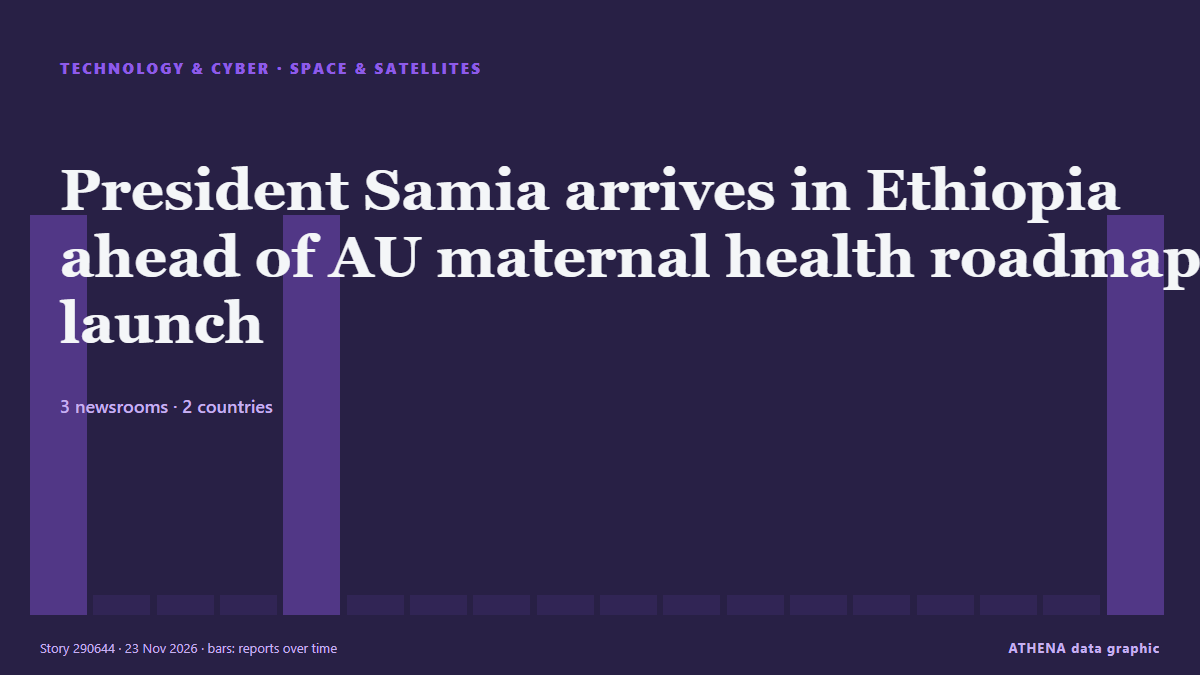 TECHNOLOGY & CYBER · SPACE & SATELLITES
President Samia arrives in Ethiopia
ahead of AU maternal health roadmap
launch
3 newsrooms · 2 countries
Story 290644 · 23 Nov 2026 · bars: reports over time
ATHENA data graphic